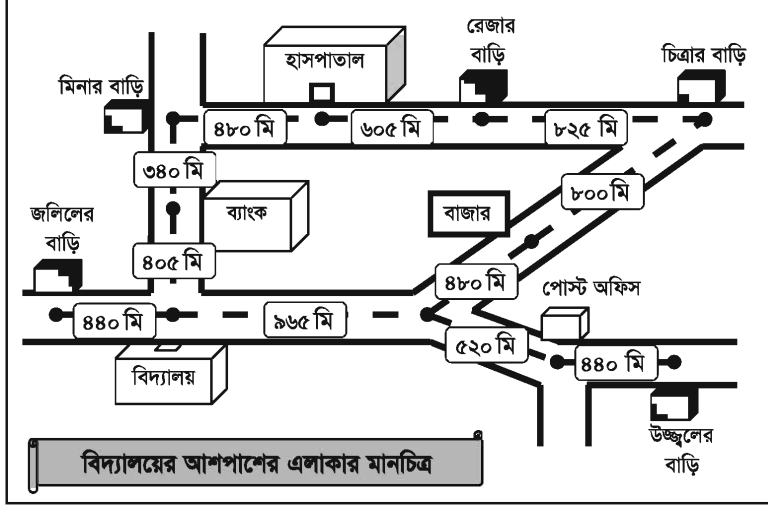 রেজার
বাড়ি
চিত্রার বাড়ি
হাসপাতাল
মিনার বাড়ি
৪৮০ মি
৬০৫ মি
৮২৫ মি
৩৪০ মি
৮০০ মি
জলিলের
বাড়ি
ব্যাংক
বাজার
৪০৫ মি
৪৮০ মি
পোস্ট অফিস
৪৪০ মি
৯৬৫ মি
৫২০ মি
৪৪০ মি
বিদ্যালয়
উজ্জ্বলের
বাড়ি
বিদ্যালয়ের আশপাশের এলাকার মানচিত্র